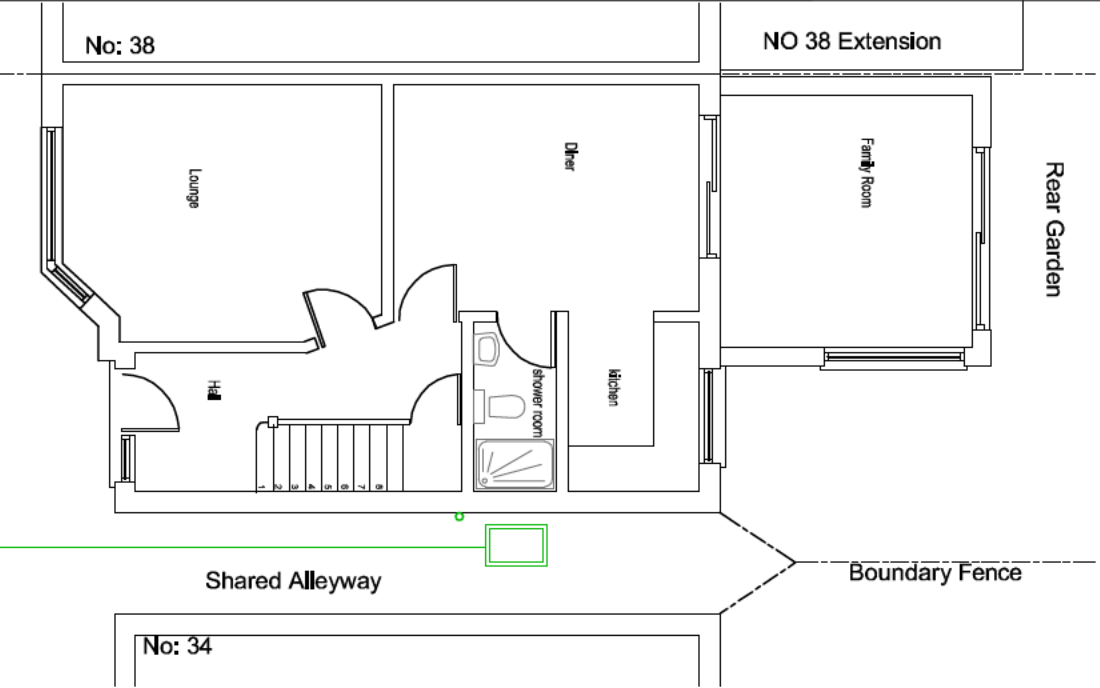 No: 38
NO 38 Extension
Lounge
Diner
Family Room
Rear Garden
Hall
shower room
kitchen
1
2
3
4
5
6
7
8
Shared Alleyway
Boundary Fence
No: 34